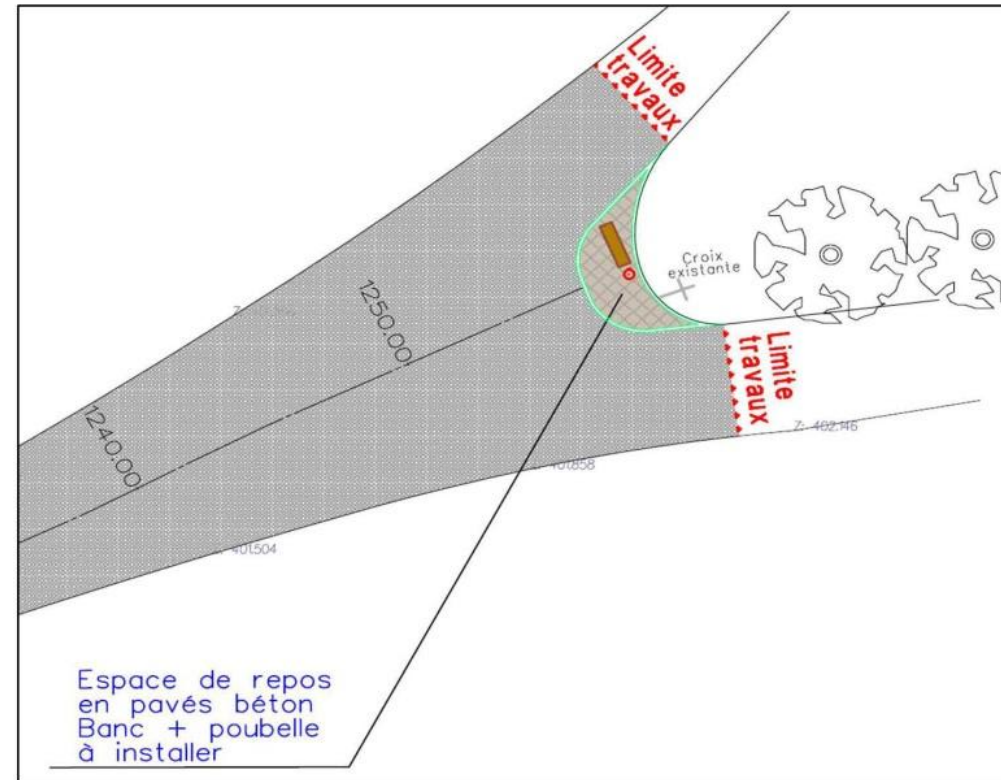 Limite
travaux
Croix
existante
1250.00
Limite
travaux
1240.00
Z: 402.146
401.858
401.504
Espace de repos
en pavés béton
Banc + poubelle
à installer